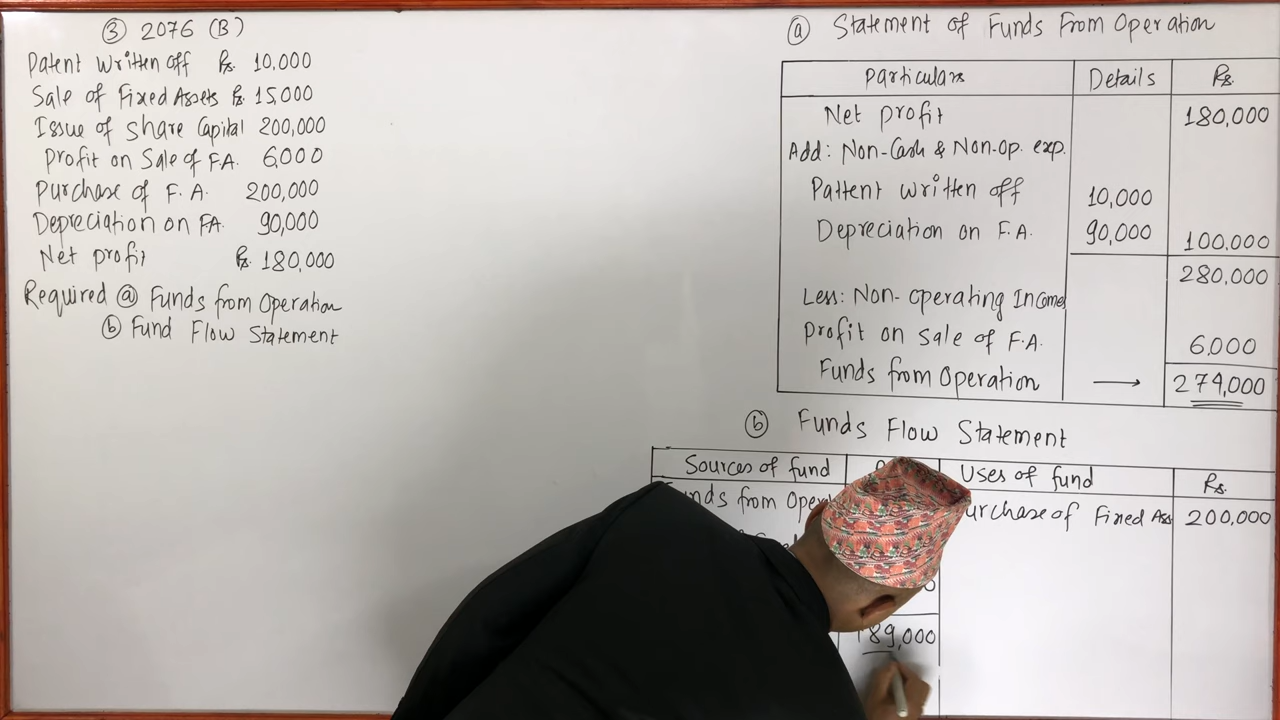 ③ 2076 (B)
Patent Written off Rs. 10,000
Sale of Fixed Assets Rs. 15,000
Issue of Share Capital 200,000
Profit on Sale of F.A. 6,000
Purchase of F.A. 200,000
Depreciation on FA. 90,000
Net profit Rs. 180,000
Required ⓐ Funds from Operation
ⓑ Fund Flow Statement
ⓐ Statement of Funds From Operation
Particulars Details Rs.
Net profit 180,000
Add: Non-Cash & Non-Op. exp.
Pattent written off 10,000
Depreciation on F.A. 90,000 100,000
280,000
Less: Non-operating Income
Profit on Sale of F.A. 6,000
Funds from Operation → 274,000
ⓑ Funds Flow Statement
Sources of fund Uses of fund Rs.
unds from Oper urchase of Fixed Ass 200,000
89,000